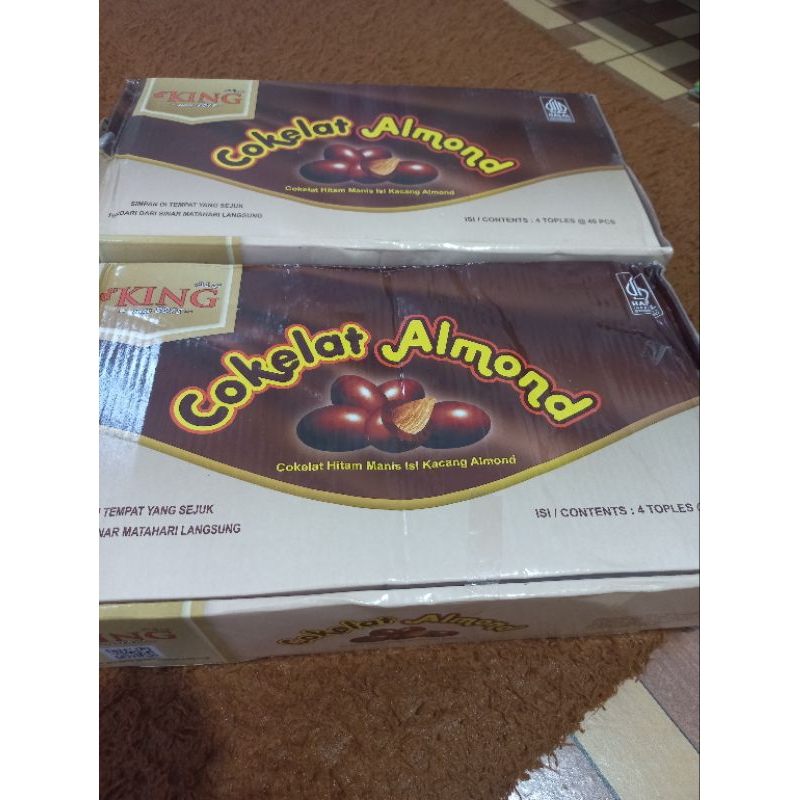 KING
Cokelat Almond
Cokelat Hitam Manis Isi Kacang Almond
SIMPAN DI TEMPAT YANG SEJUK
DARI SINAR MATAHARI LANGSUNG
ISI / CONTENTS : 4 TOPLES @ 46 PCS
HALAL
KING
Cokelat Almond
Cokelat Hitam Manis Isi Kacang Almond
TEMPAT YANG SEJUK
MATAHARI LANGSUNG
ISI / CONTENTS : 4 TOPLES
KING
Cokelat Almond